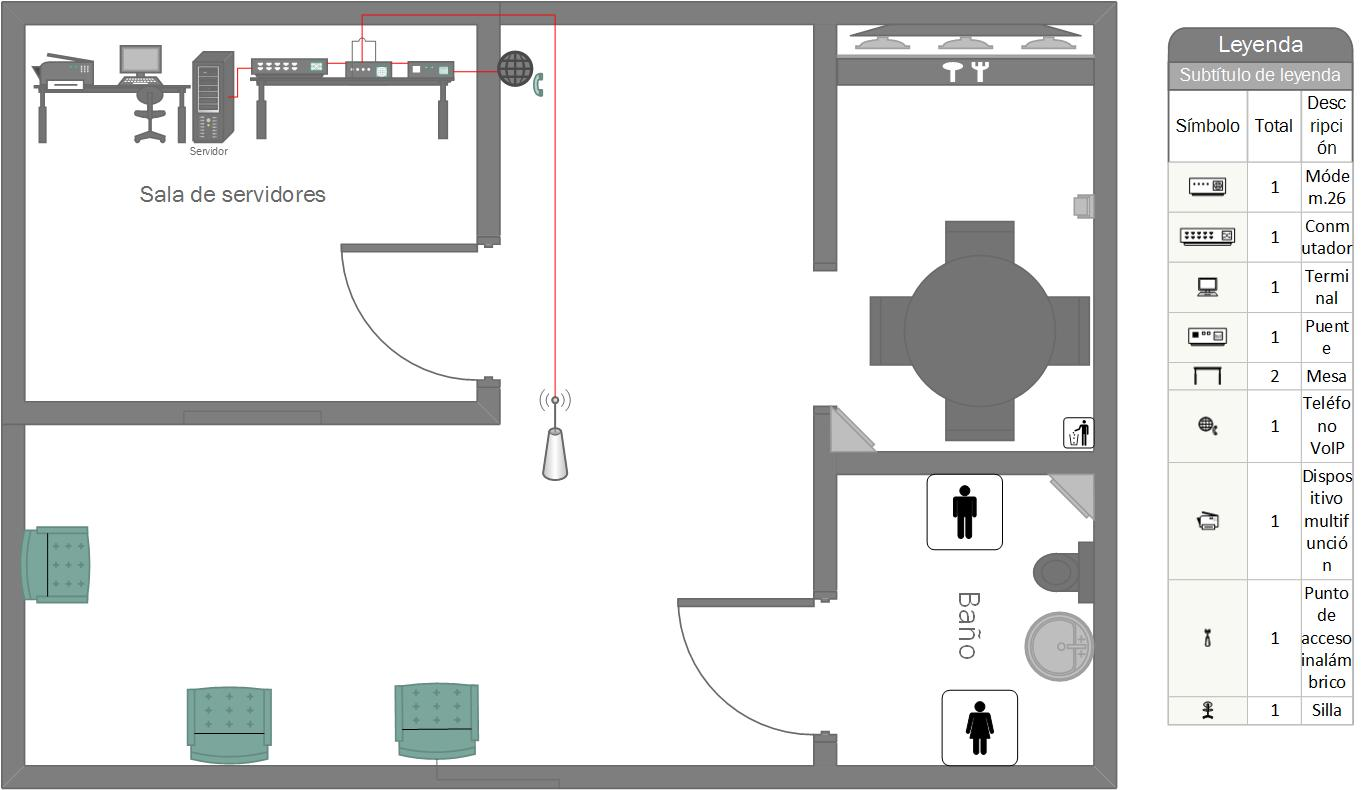 Servidor
Sala de servidores
Baño
Leyenda
Subtítulo de leyenda
Símbolo Total Desc
ripci
ón
1 Móde
m.26
1 Conm
utador
1 Termi
nal
1 Puent
e
2 Mesa
1 Teléfo
no
VoIP
1 Dispos
itivo
multif
unció
n
1 Punto
de
acceso
inalám
brico
1 Silla